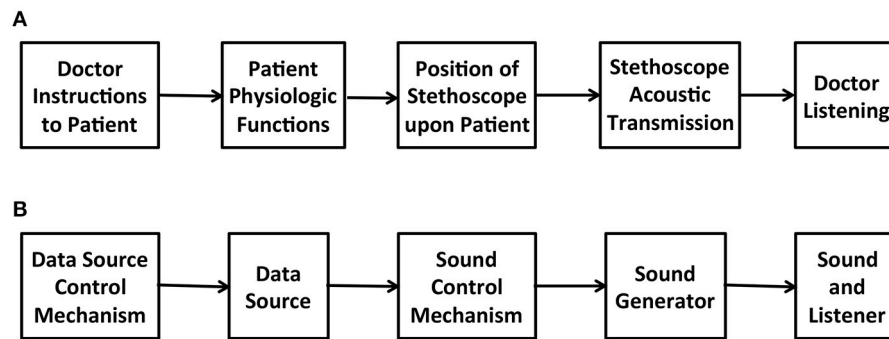 A
Doctor
Instructions
to Patient
Patient
Physiologic
Functions
Position of
Stethoscope
upon Patient
Stethoscope
Acoustic
Transmission
Doctor
Listening
B
Data Source
Control
Mechanism
Data
Source
Sound
Control
Mechanism
Sound
Generator
Sound
and
Listener